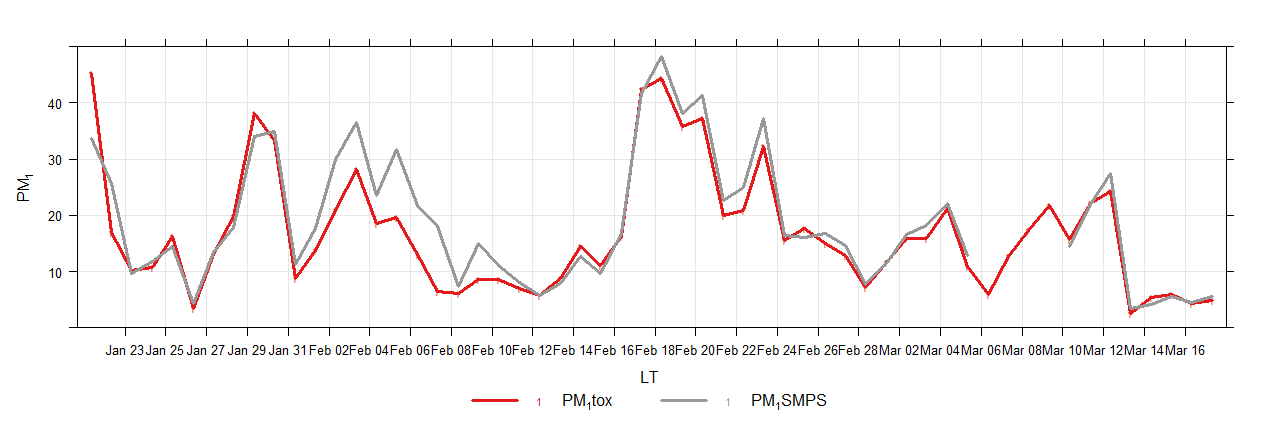 PM1
40
30
20
10
Jan 23 Jan 25 Jan 27 Jan 29 Jan 31 Feb 02 Feb 04 Feb 06 Feb 08 Feb 10 Feb 12 Feb 14 Feb 16 Feb 18 Feb 20 Feb 22 Feb 24 Feb 26 Feb 28 Mar 02 Mar 04 Mar 06 Mar 08 Mar 10 Mar 12 Mar 14 Mar 16
LT
1 PM1tox 1 PM1SMPS